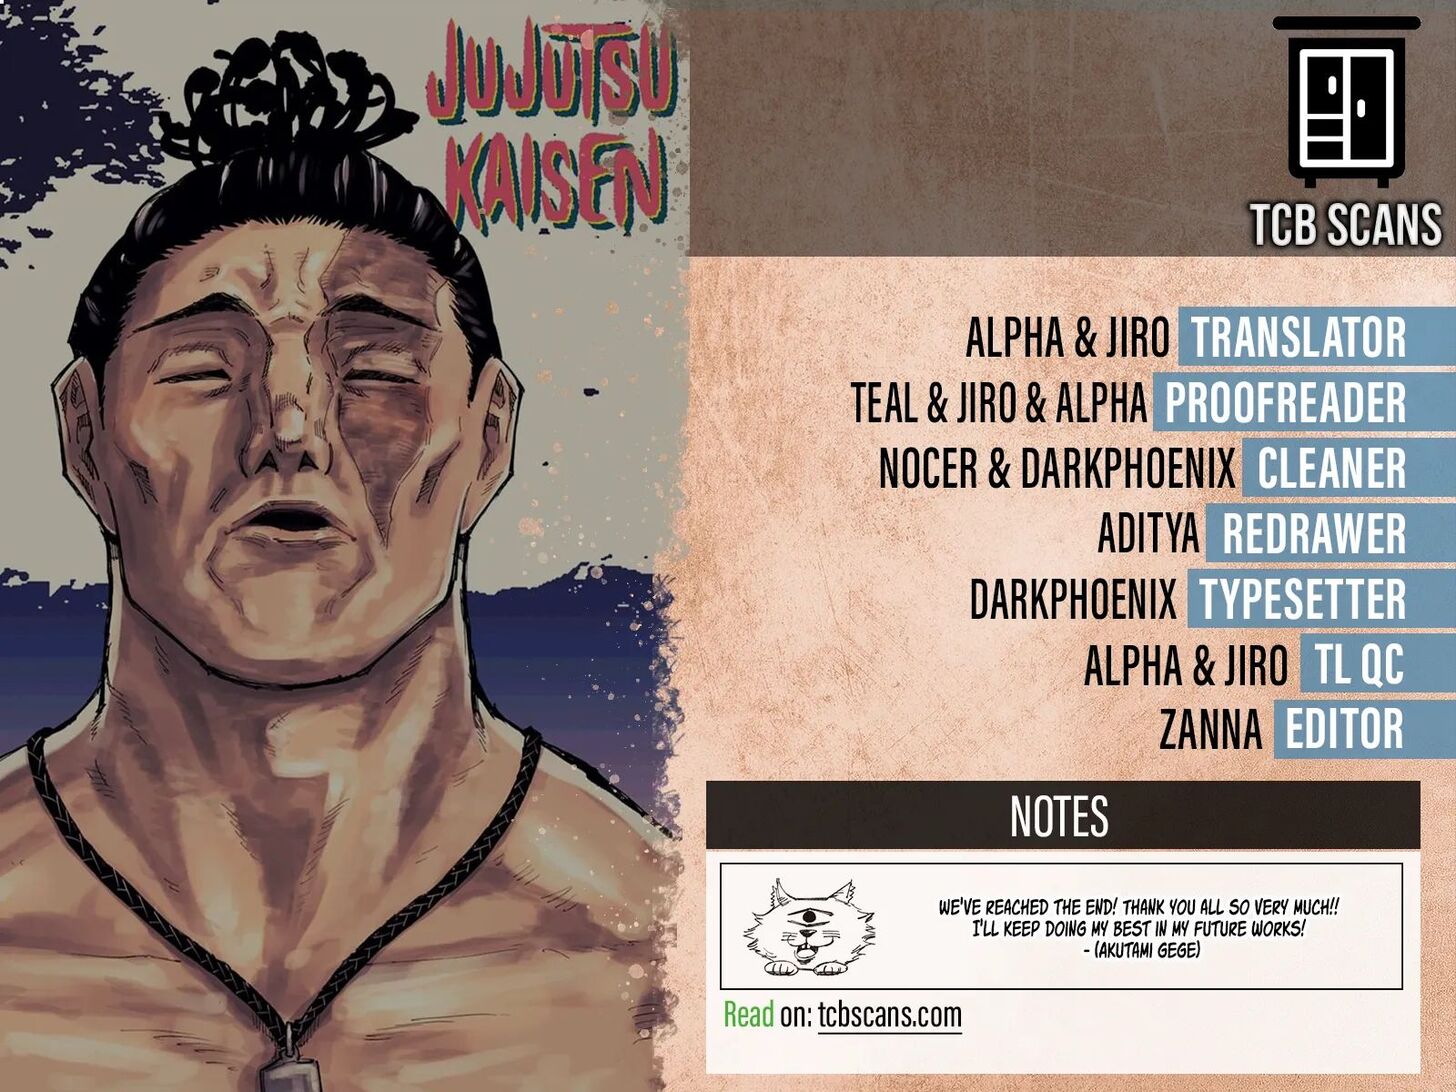 JUJUTSU
KAISEN
TCB SCANS
ALPHA & JIRO TRANSLATOR
TEAL & JIRO & ALPHA PROOFREADER
NOCER & DARKPHOENIX CLEANER
ADITYA REDRAWER
DARKPHOENIX TYPESETTER
ALPHA & JIRO TL QC
ZANNA EDITOR
NOTES
WE'VE REACHED THE END! THANK YOU ALL SO VERY MUCH!!
I'LL KEEP DOING MY BEST IN MY FUTURE WORKS!
- (AKUTAMI GEGE)
Read on: tcbscans.com